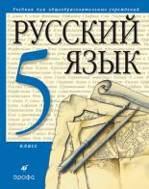 Учебник для общеобразовательных учреждений
РУССКИЙ
ЯЗЫК
5
КЛАСС
дрофа